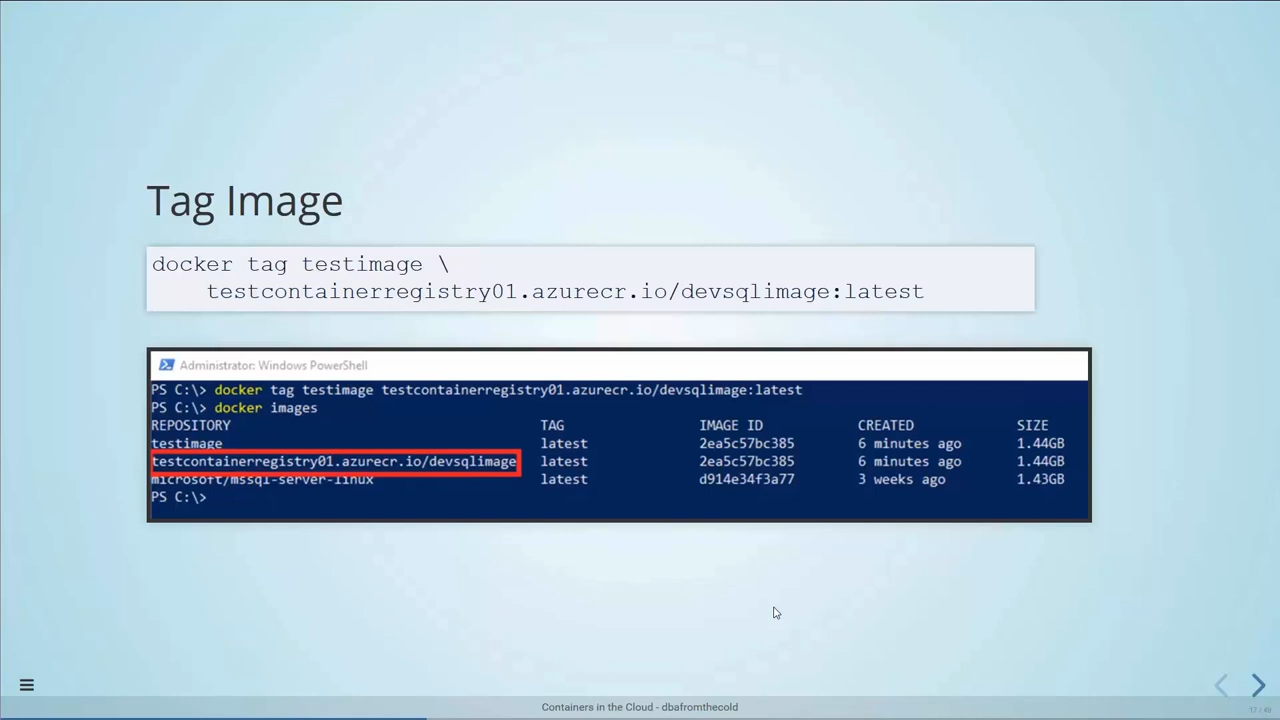 Tag Image
docker tag testimage \
testcontainerregistry01.azurecr.io/devsqlimage:latest
Administrator: Windows PowerShell
PS C:\> docker tag testimage testcontainerregistry01.azurecr.io/devsqlimage:latest
PS C:\> docker images
REPOSITORY TAG IMAGE ID CREATED SIZE
testimage latest 2ea5c57bc385 6 minutes ago 1.44GB
testcontainerregistry01.azurecr.io/devsqlimage latest 2ea5c57bc385 6 minutes ago 1.44GB
microsoft/mssql-server-linux latest d914e34f3a77 3 weeks ago 1.43GB
PS C:\>
Containers in the Cloud - dbafromthecold
17 / 48